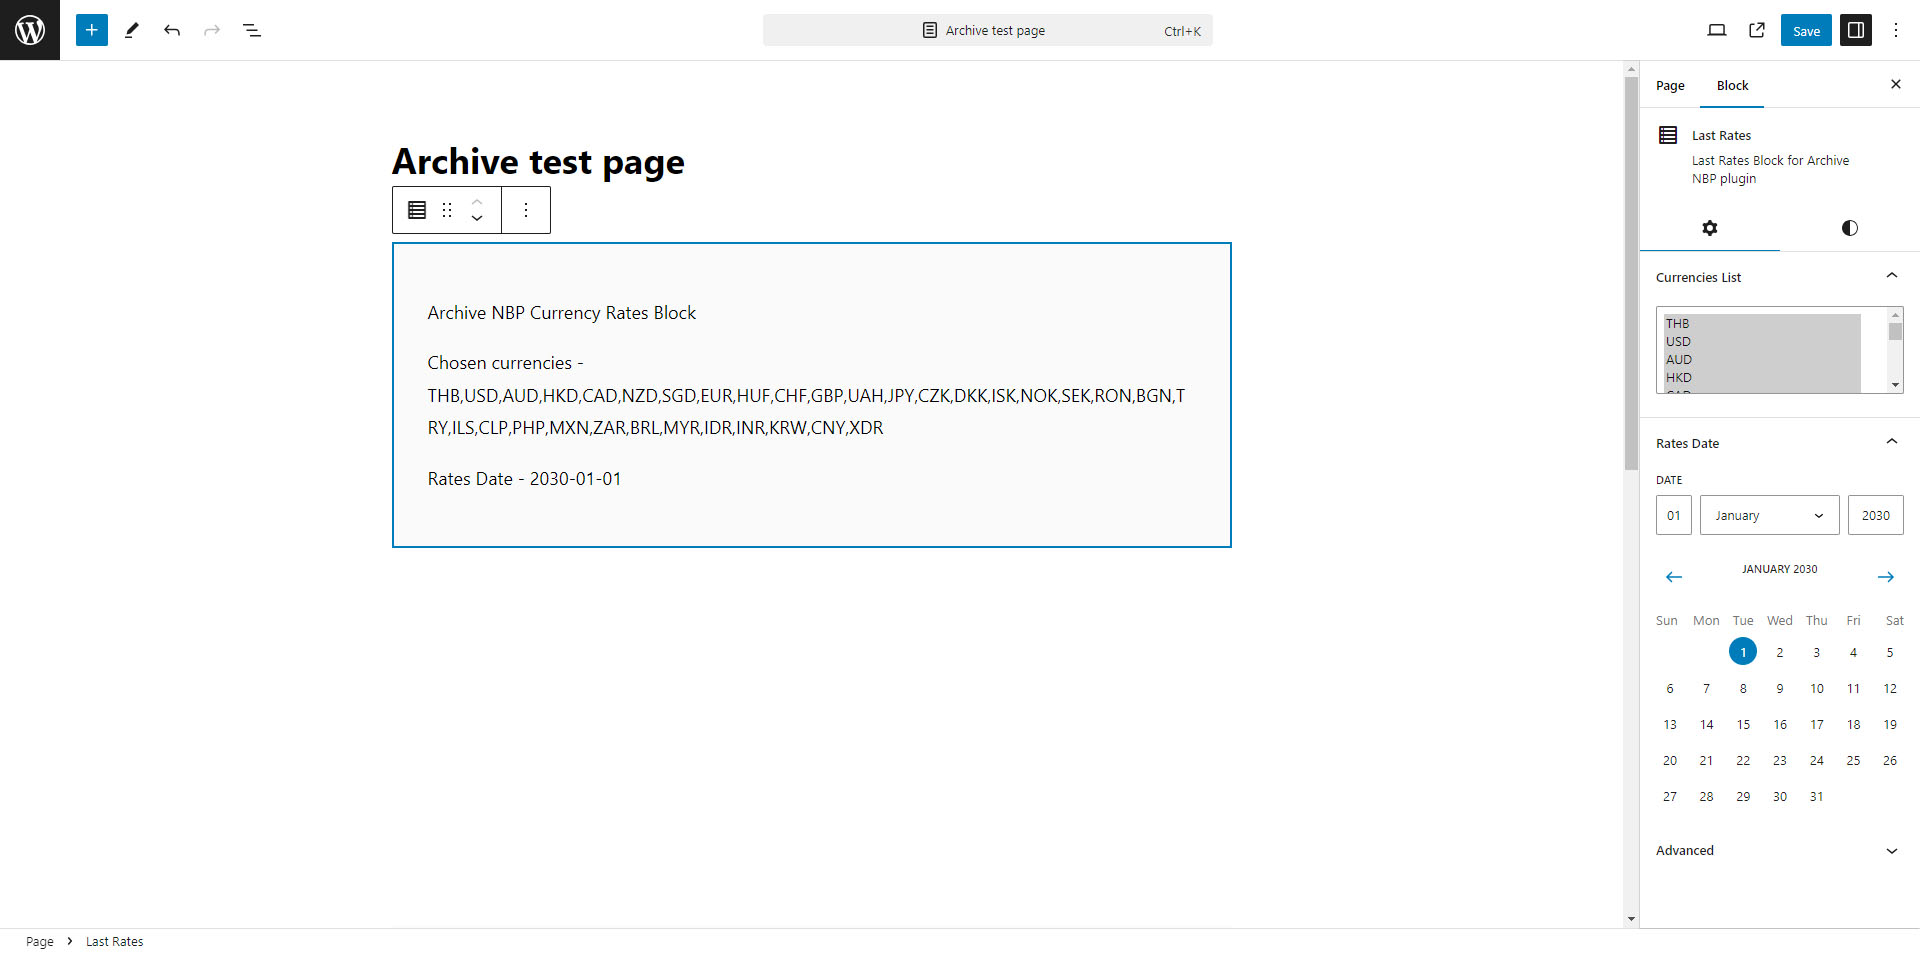 Archive test page
Ctrl+K
Save
Page
Block
Last Rates
Last Rates Block for Archive
NBP plugin
Archive test page
Archive NBP Currency Rates Block
Chosen currencies -
THB,USD,AUD,HKD,CAD,NZD,SGD,EUR,HUF,CHF,GBP,UAH,JPY,CZK,DKK,ISK,NOK,SEK,RON,BGN,T
RY,ILS,CLP,PHP,MXN,ZAR,BRL,MYR,IDR,INR,KRW,CNY,XDR
Rates Date - 2030-01-01
Currencies List
THB
USD
AUD
HKD
CAD
Rates Date
DATE
01 January 2030
JANUARY 2030
Sun Mon Tue Wed Thu Fri Sat
1 2 3 4 5
6 7 8 9 10 11 12
13 14 15 16 17 18 19
20 21 22 23 24 25 26
27 28 29 30 31
Advanced
Page
Last Rates